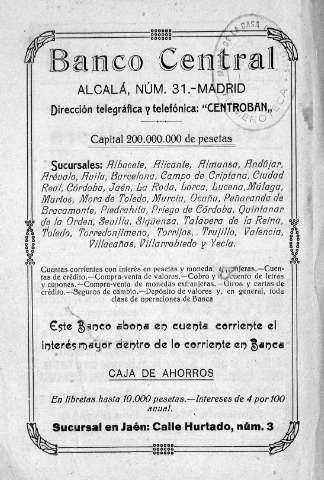 Banco Central
ALCALÁ, NÚM. 31.-MADRID
Dirección telegráfica y telefónica: "CENTROBAN„
Capital 200.000.000 de pesetas
Sucursales: Albacete, Alicante, Almansa, Andújar,
Arévalo, Avila, Barcelona, Campo de Criptana, Ciudad
Real, Córdoba, Jaén, La Roda, Lorca, Lucena, Málaga,
Martos, Mora de Toledo, Murcia, Ocaña, Peñaranda de
Bracamonte, Piedrahita, Priego de Córdoba, Quintanar
de la Orden, Sevilla, Sigüenza, Talavera de la Reina,
Toledo, Torredonjimeno, Torrijos, Trujillo, Valencia,
Villacañas, Villarrobledo y Yecla.
Cuentas corrientes con interés en pesetas y moneda extranjeras.—Cuen-
tas de crédito.—Compra-venta de valores.—Cobro y descuento de letras
y cupones.—Compra-venta de monedas extranjeras.—Giros y cartas de
crédito.—Seguros de cambio.—Depósito de valores y, en general, toda
clase de operaciones de Banca
Este Banco abona en cuenta corriente el
interés mayor dentro de lo corriente en Banca
CAJA DE AHORROS
En libretas hasta 10.000 pesetas.—Intereses de 4 por 100
anual.
Sucursal en Jaén: Calle Hurtado, núm. 3